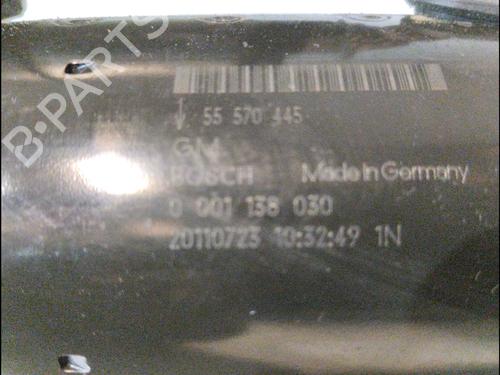 B-PARTS
55 570 445
GM
BOSCH Made in Germany
0 001 138 030
20110723 10:32:49 1N